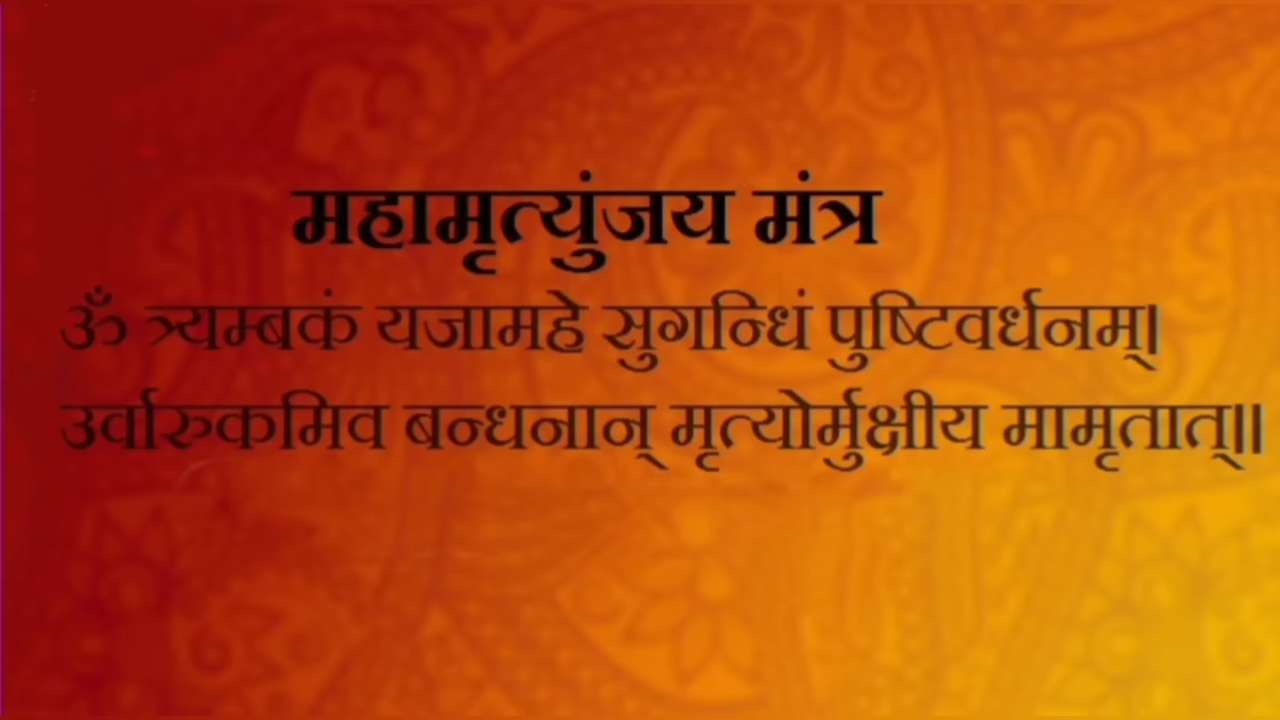 महामृत्युंजय मंत्र
ॐ त्र्यम्बकं यजामहे सुगन्धिं पुष्टिवर्धनम्।
उर्वारुकमिव बन्धनान् मृत्योर्मुक्षीय मामृतात्॥